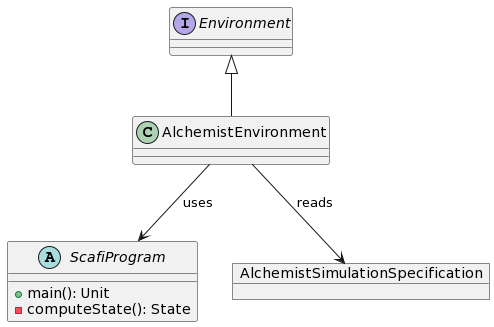 I Environment
C AlchemistEnvironment
uses
reads
A ScafiProgram
main(): Unit
computeState(): State
AlchemistSimulationSpecification